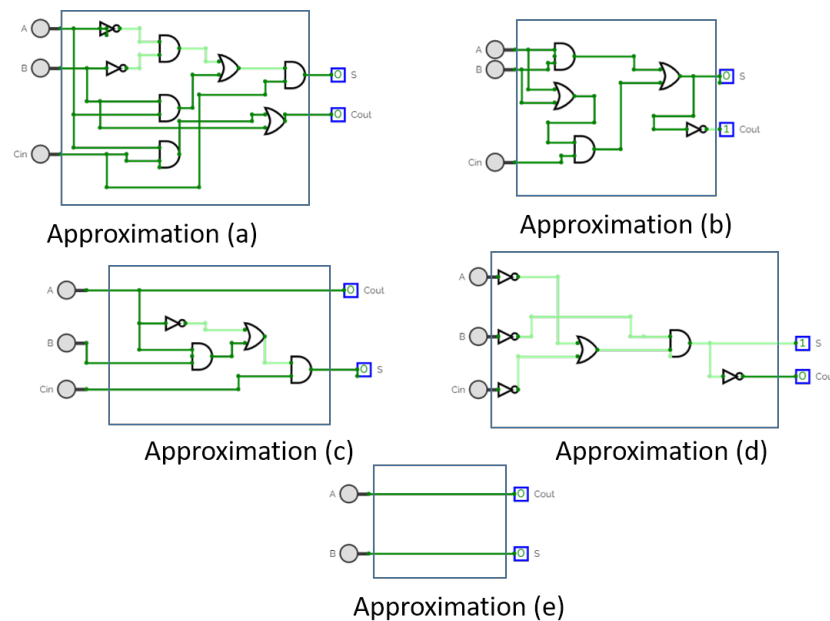 A
B
Cin
0 S
0 Cout
Approximation (a)
A
B
Cin
0 S
1 Cout
Approximation (b)
A
B
Cin
0 Cout
0 S
Approximation (c)
A
B
Cin
1 S
0 Cou
Approximation (d)
A
B
0 Cout
0 S
Approximation (e)